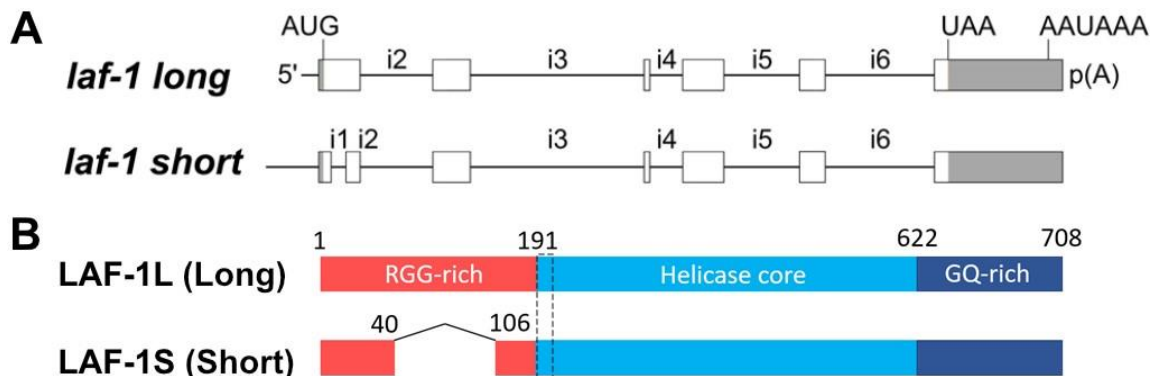 A
AUG
UAA
AAUAAA
laf-1 long
5'
i2
i3
i4
i5
i6
p(A)
laf-1 short
i1
i2
i3
i4
i5
i6
B
1
191
622
708
LAF-1L (Long)
RGG-rich
Helicase core
GQ-rich
40
106
LAF-1S (Short)